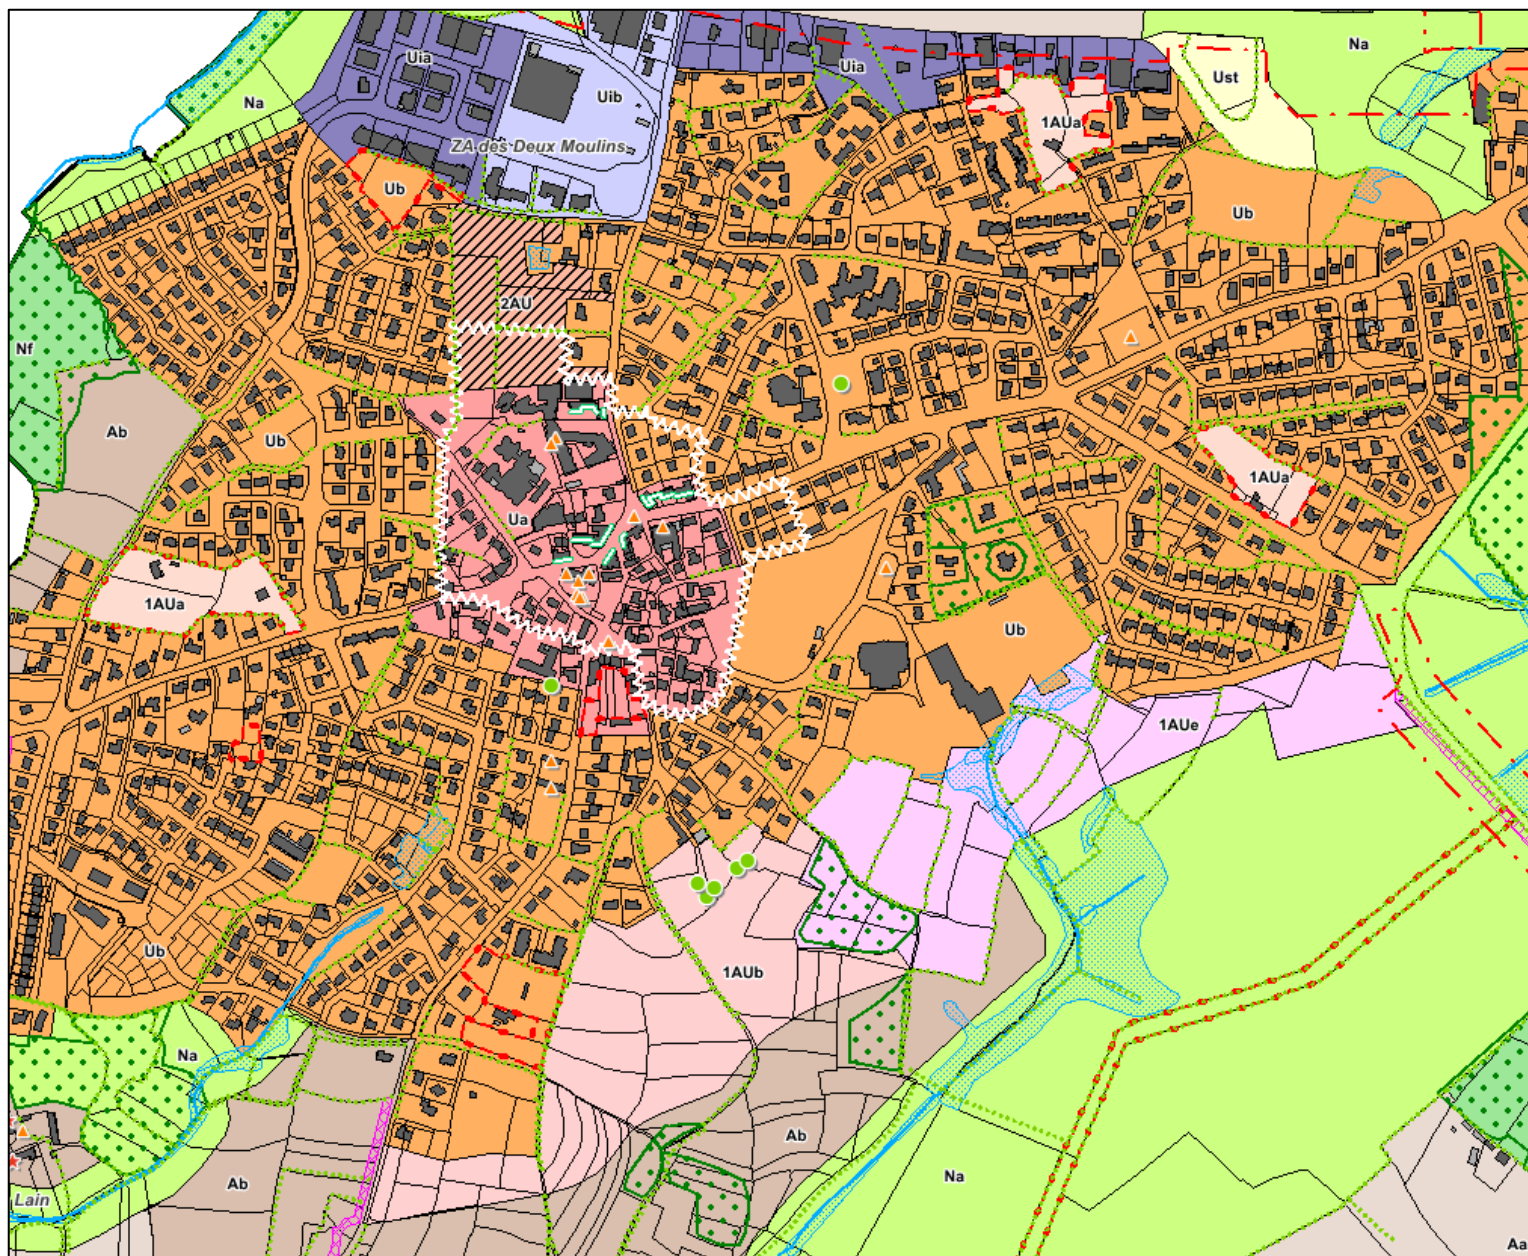 Na
Uia
Ust
Uia
Na
Uib
1AUa
ZA des Deux Moulins
Ub
Ub
2AU
Nf
Ab
Ub
1AUa
Ua
1AUa
Ub
1AUe
Ub
1AUb
Na
Ab
Na
Ab
Lain
Aa